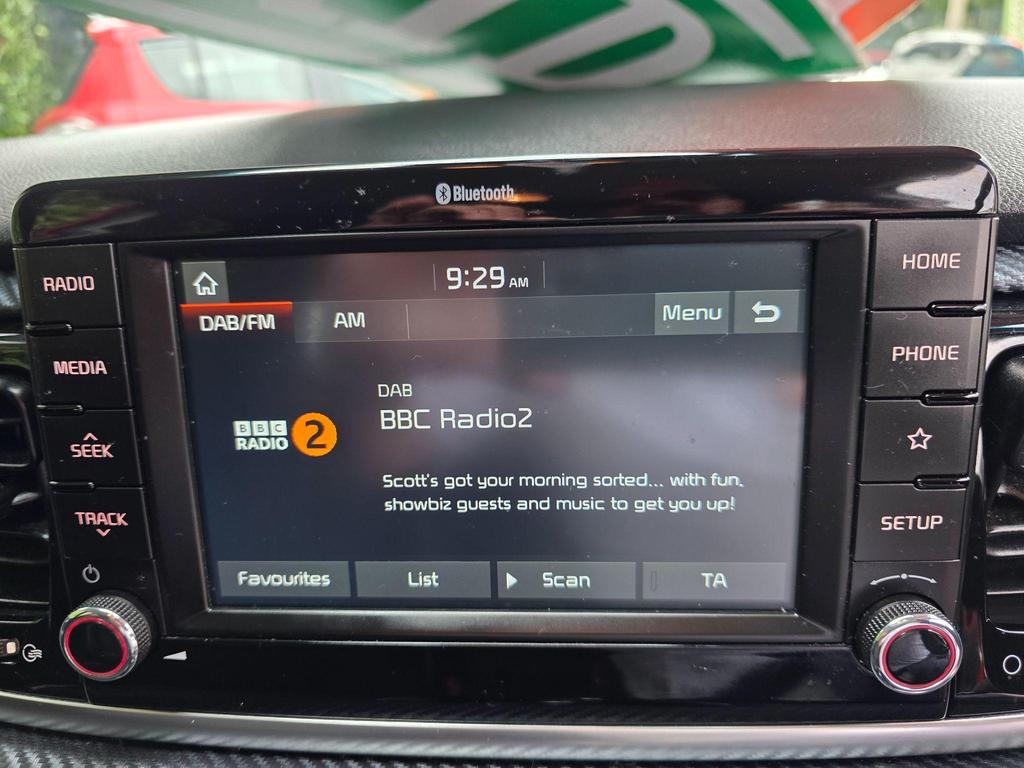 Bluetooth
RADIO
MEDIA
SEEK
TRACK
9:29 AM
DAB/FM
AM
Menu
DAB
BBC Radio2
BBC
RADIO 2
Scott's got your morning sorted... with fun,
showbiz guests and music to get you up!
Favourites
List
Scan
TA
HOME
PHONE
SETUP